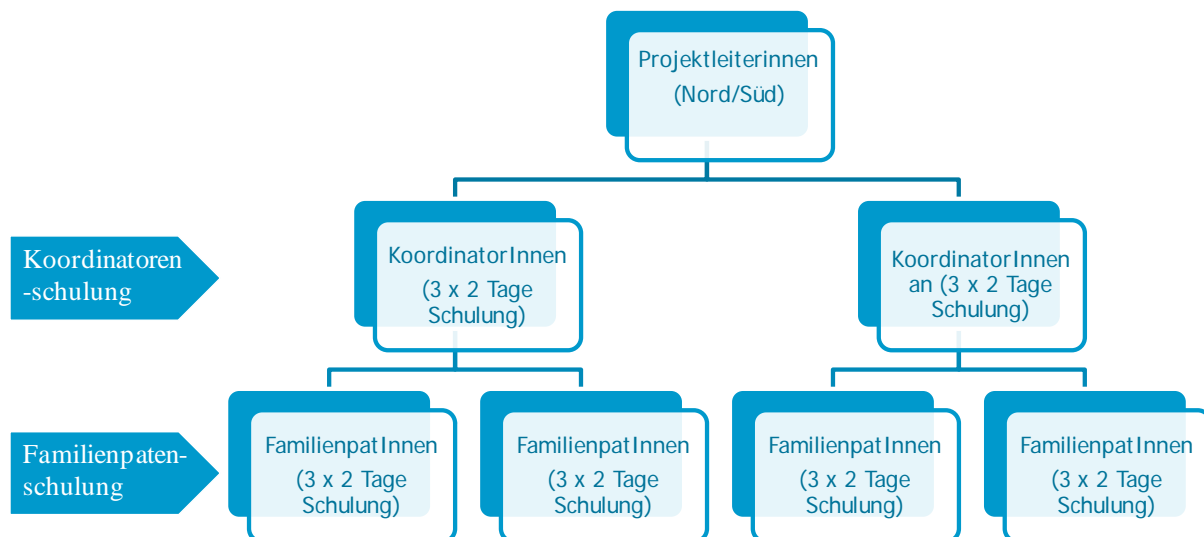 Projektleiterinnen
(Nord/Süd)
Koordinatoren
-schulung
KoordinatorInnen
(3 x 2 Tage
Schulung)
KoordinatorInnen
an (3 x 2 Tage
Schulung)
Familienpaten-
schulung
FamilienpatInnen
(3 x 2 Tage
Schulung)
FamilienpatInnen
(3 x 2 Tage
Schulung)
FamilienpatInnen
(3 x 2 Tage
Schulung)
FamilienpatInnen
(3 x 2 Tage
Schulung)